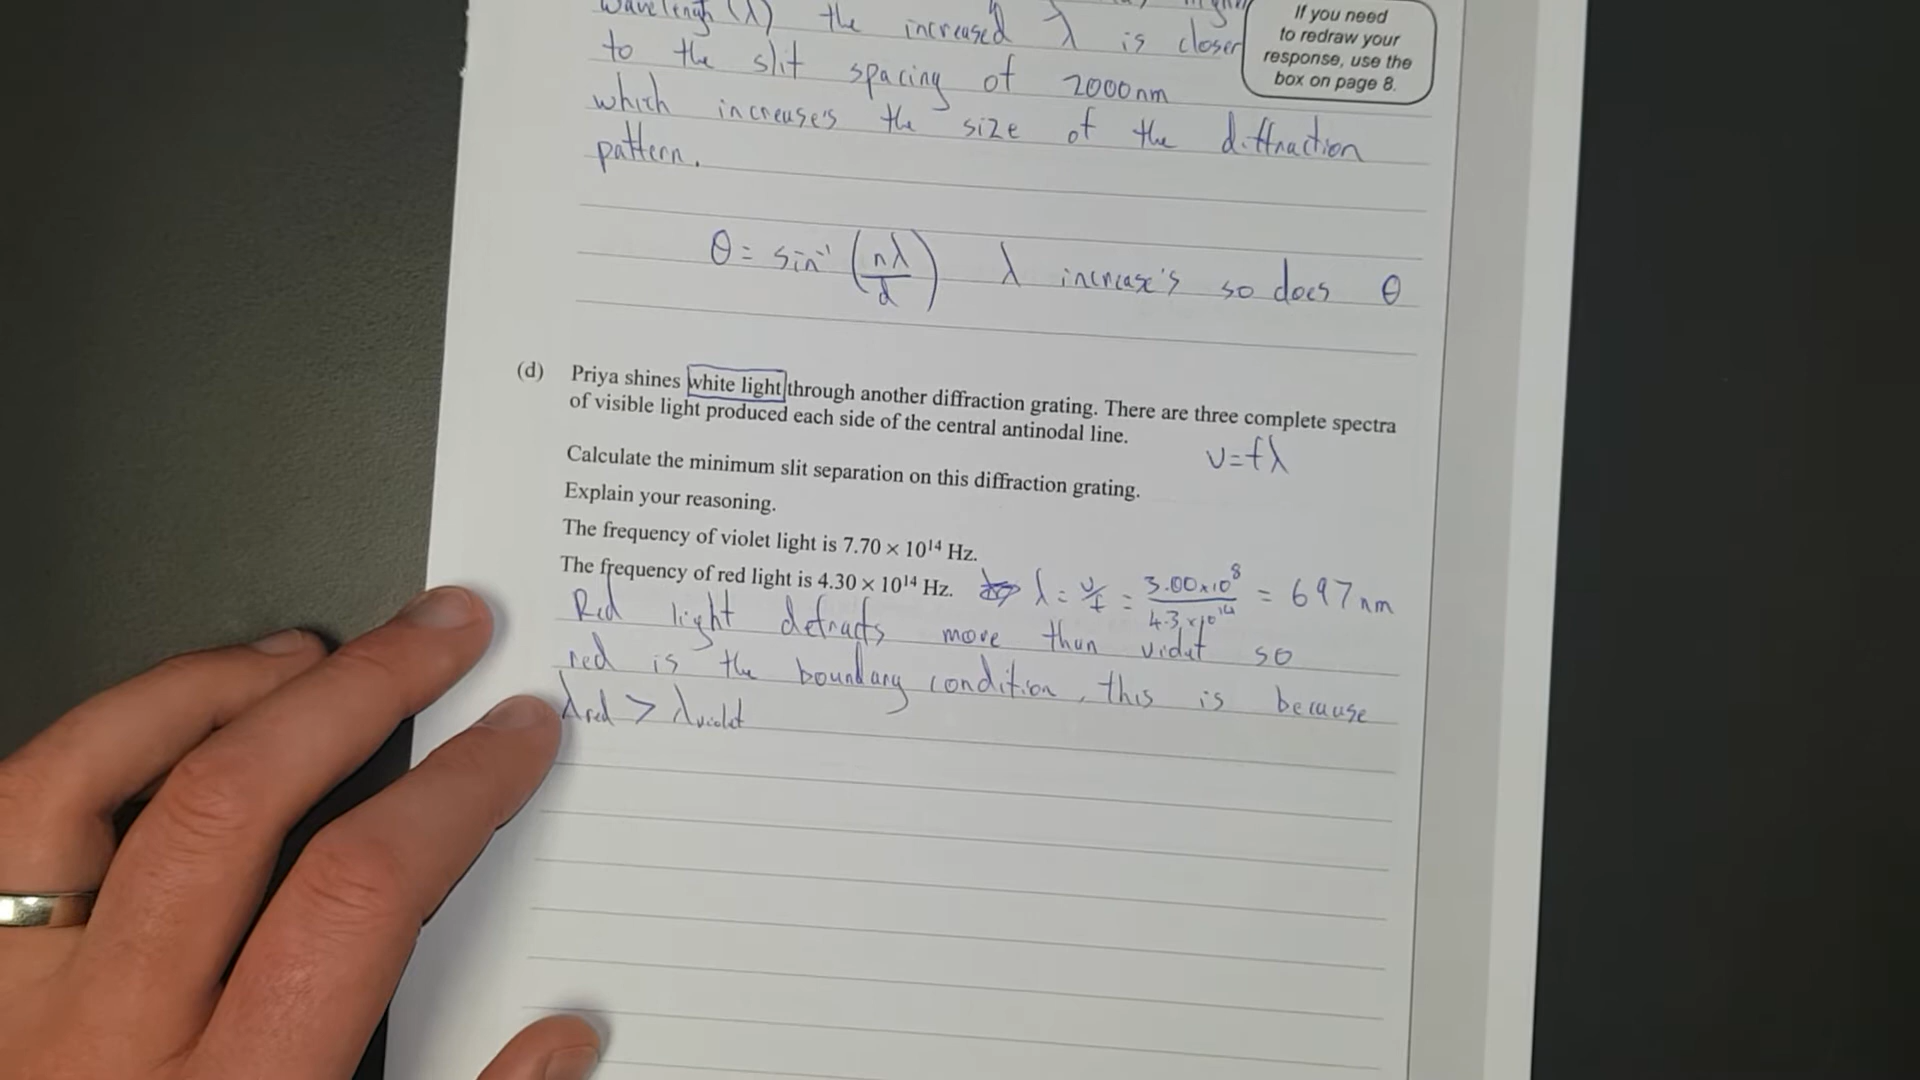 wavelength (λ) the increased λ is closer
to the slit spacing of 2000nm
which increase's the size of the diffraction
pattern.
If you need
to redraw your
response, use the
box on page 8.
θ = sin⁻¹ (nλ/d) λ increase's so does θ
(d) Priya shines white light through another diffraction grating. There are three complete spectra
of visible light produced each side of the central antinodal line.
v=fλ
Calculate the minimum slit separation on this diffraction grating.
Explain your reasoning.
The frequency of violet light is 7.70 × 10¹⁴ Hz.
The frequency of red light is 4.30 × 10¹⁴ Hz. λ = v/f = 3.00×10⁸/4.3×10¹⁴ = 697nm
Red light defracts more than violet so
red is the boundary condition, this is because
λred > λviolet